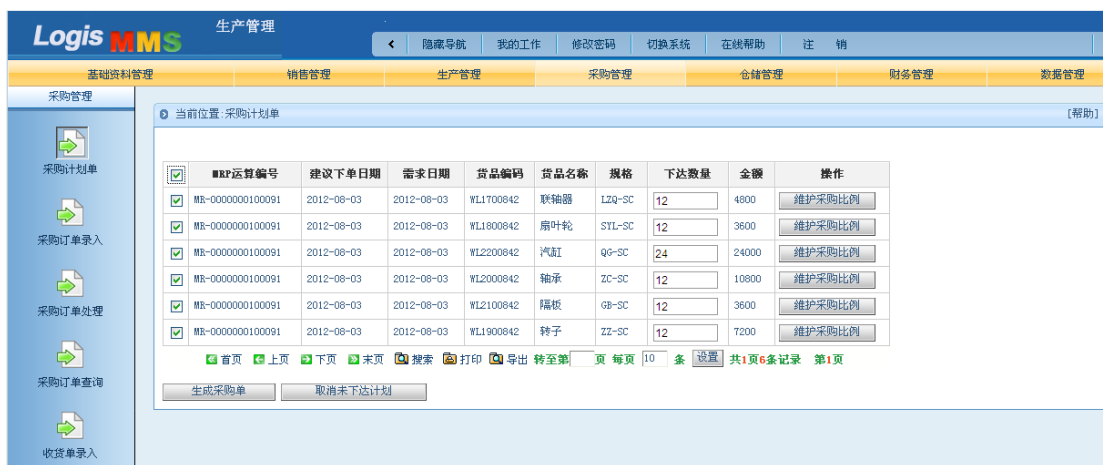 Logis MMS
生产管理
隐藏导航 我的工作 修改密码 切换系统 在线帮助 注 销
基础资料管理 销售管理 生产管理 采购管理 仓储管理 财务管理 数据管理
采购管理
采购计划单
采购订单录入
采购订单处理
采购订单查询
收货单录入
当前位置:采购计划单 [帮助]
MRP运算编号 建议下单日期 需求日期 货品编码 货品名称 规格 下达数量 金额 操作
MR-0000000100091 2012-08-03 2012-08-03 WL1700842 联轴器 LZQ-SC 12 4800 维护采购比例
MR-0000000100091 2012-08-03 2012-08-03 WL1800842 扇叶轮 SYL-SC 12 3600 维护采购比例
MR-0000000100091 2012-08-03 2012-08-03 WL2200842 汽缸 QG-SC 24 24000 维护采购比例
MR-0000000100091 2012-08-03 2012-08-03 WL2000842 轴承 ZC-SC 12 10800 维护采购比例
MR-0000000100091 2012-08-03 2012-08-03 WL2100842 隔板 GB-SC 12 3600 维护采购比例
MR-0000000100091 2012-08-03 2012-08-03 WL1900842 转子 ZZ-SC 12 7200 维护采购比例
首页 上页 下页 末页 搜索 打印 导出 转至第 页 每页 10 条 设置 共1页6条记录 第1页
生成采购单 取消未下达计划